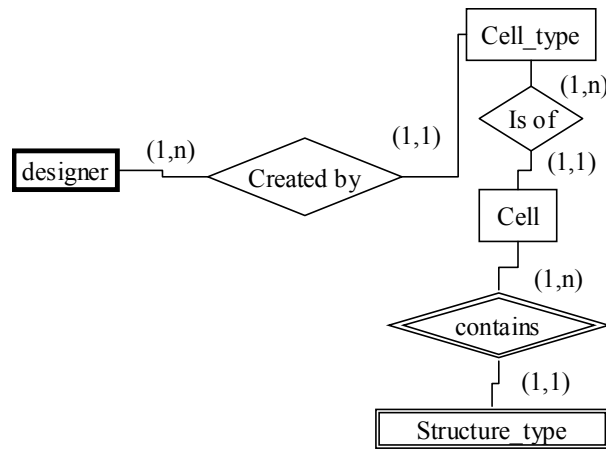 Cell_type
(1,n)
Is of
(1,n)
(1,1)
designer
Created by
(1,1)
Cell
(1,n)
contains
(1,1)
Structure_type